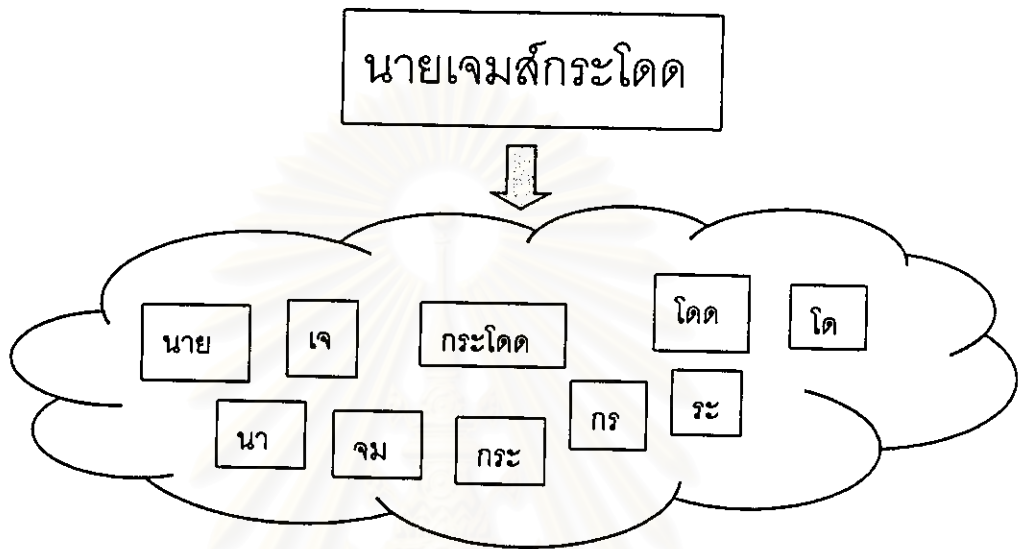 นายเจมส์กระโดด
นาย เจ กระโดด โดด โด
นา จม กระ กร ระ